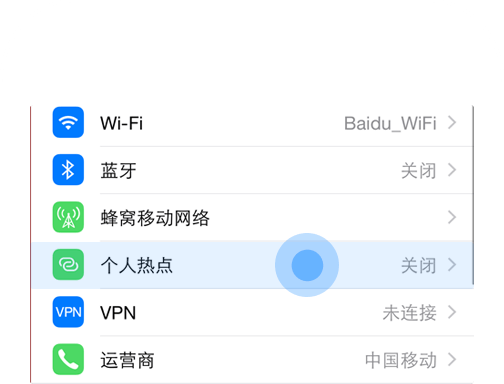 Wi-Fi Baidu_WiFi
蓝牙 关闭
蜂窝移动网络
个人热点 关闭
VPN VPN 未连接
运营商 中国移动